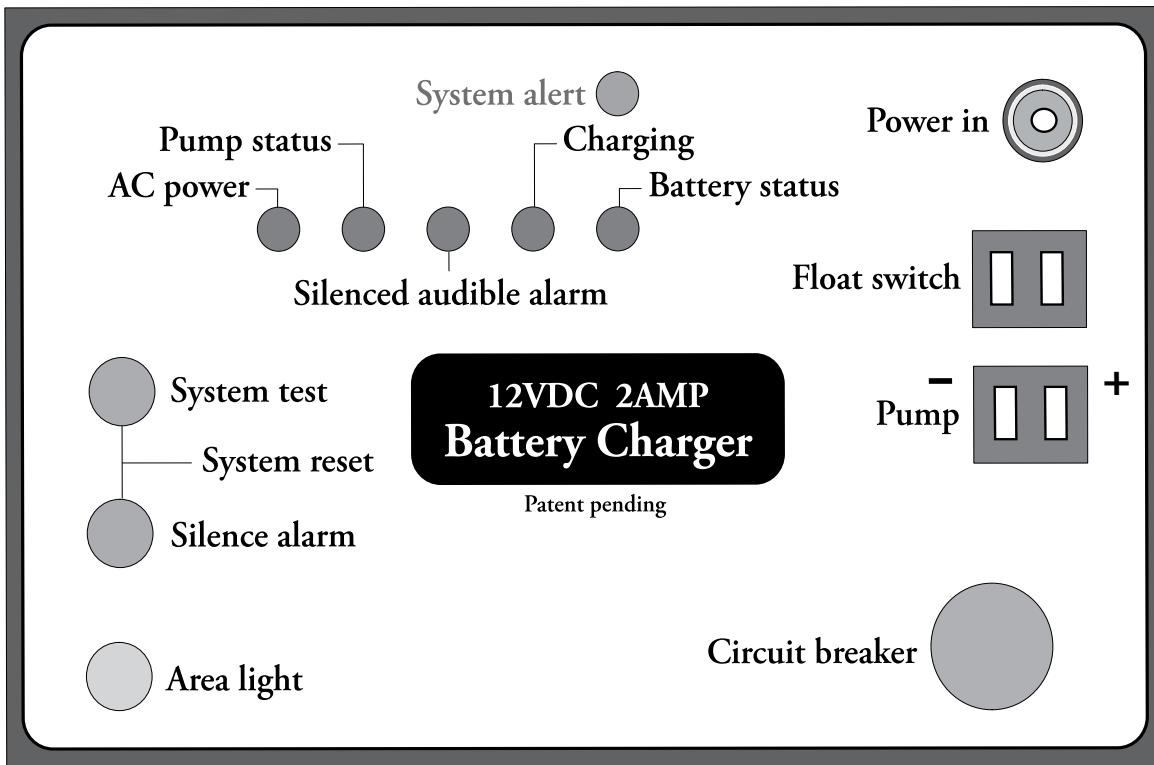 System alert
Power in
Pump status
Charging
AC power
Battery status
Silenced audible alarm
Float switch
System test
12VDC 2AMP
Battery Charger
– +
Pump
System reset
Patent pending
Silence alarm
Circuit breaker
Area light